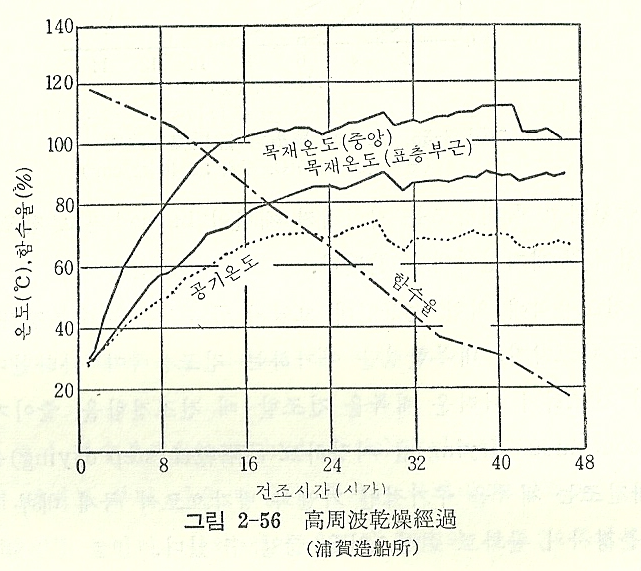 140
120
100
80
60
40
20
온도(℃),함수율(%)
목재온도(중앙)
목재온도(표층부근)
공기온도
함수율
0 8 16 24 32 40 48
건조시간(시가)
그림 2-56 高周波乾燥經過
(浦賀造船所)